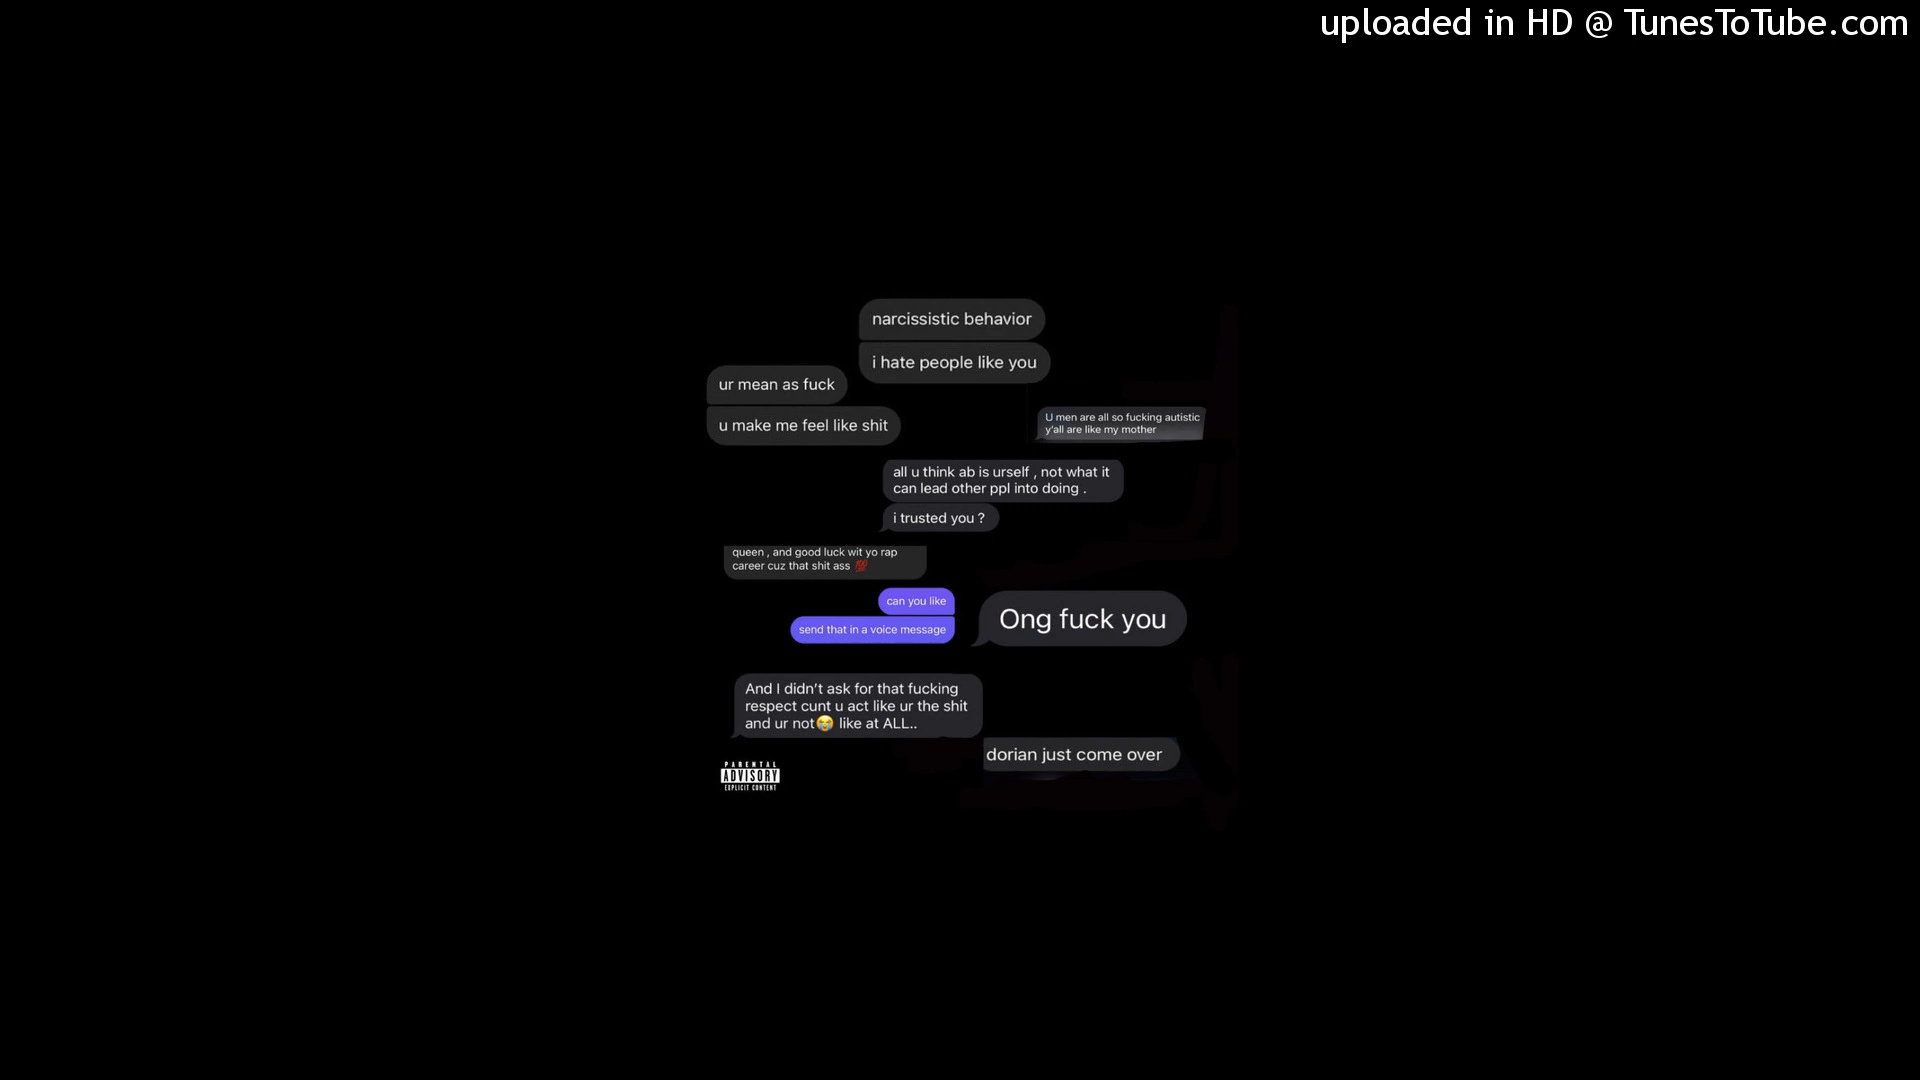 uploaded in HD @ TunesToTube.com
narcissistic behavior
i hate people like you
ur mean as fuck
u make me feel like shit
U men are all so fucking autistic
y'all are like my mother
all u think ab is urself , not what it
can lead other ppl into doing .
i trusted you ?
queen , and good luck wit yo rap
career cuz that shit ass 💯
can you like
send that in a voice message
Ong fuck you
And I didn’t ask for that fucking
respect cunt u act like ur the shit
and ur not😭 like at ALL..
dorian just come over
PARENTAL
ADVISORY
EXPLICIT CONTENT